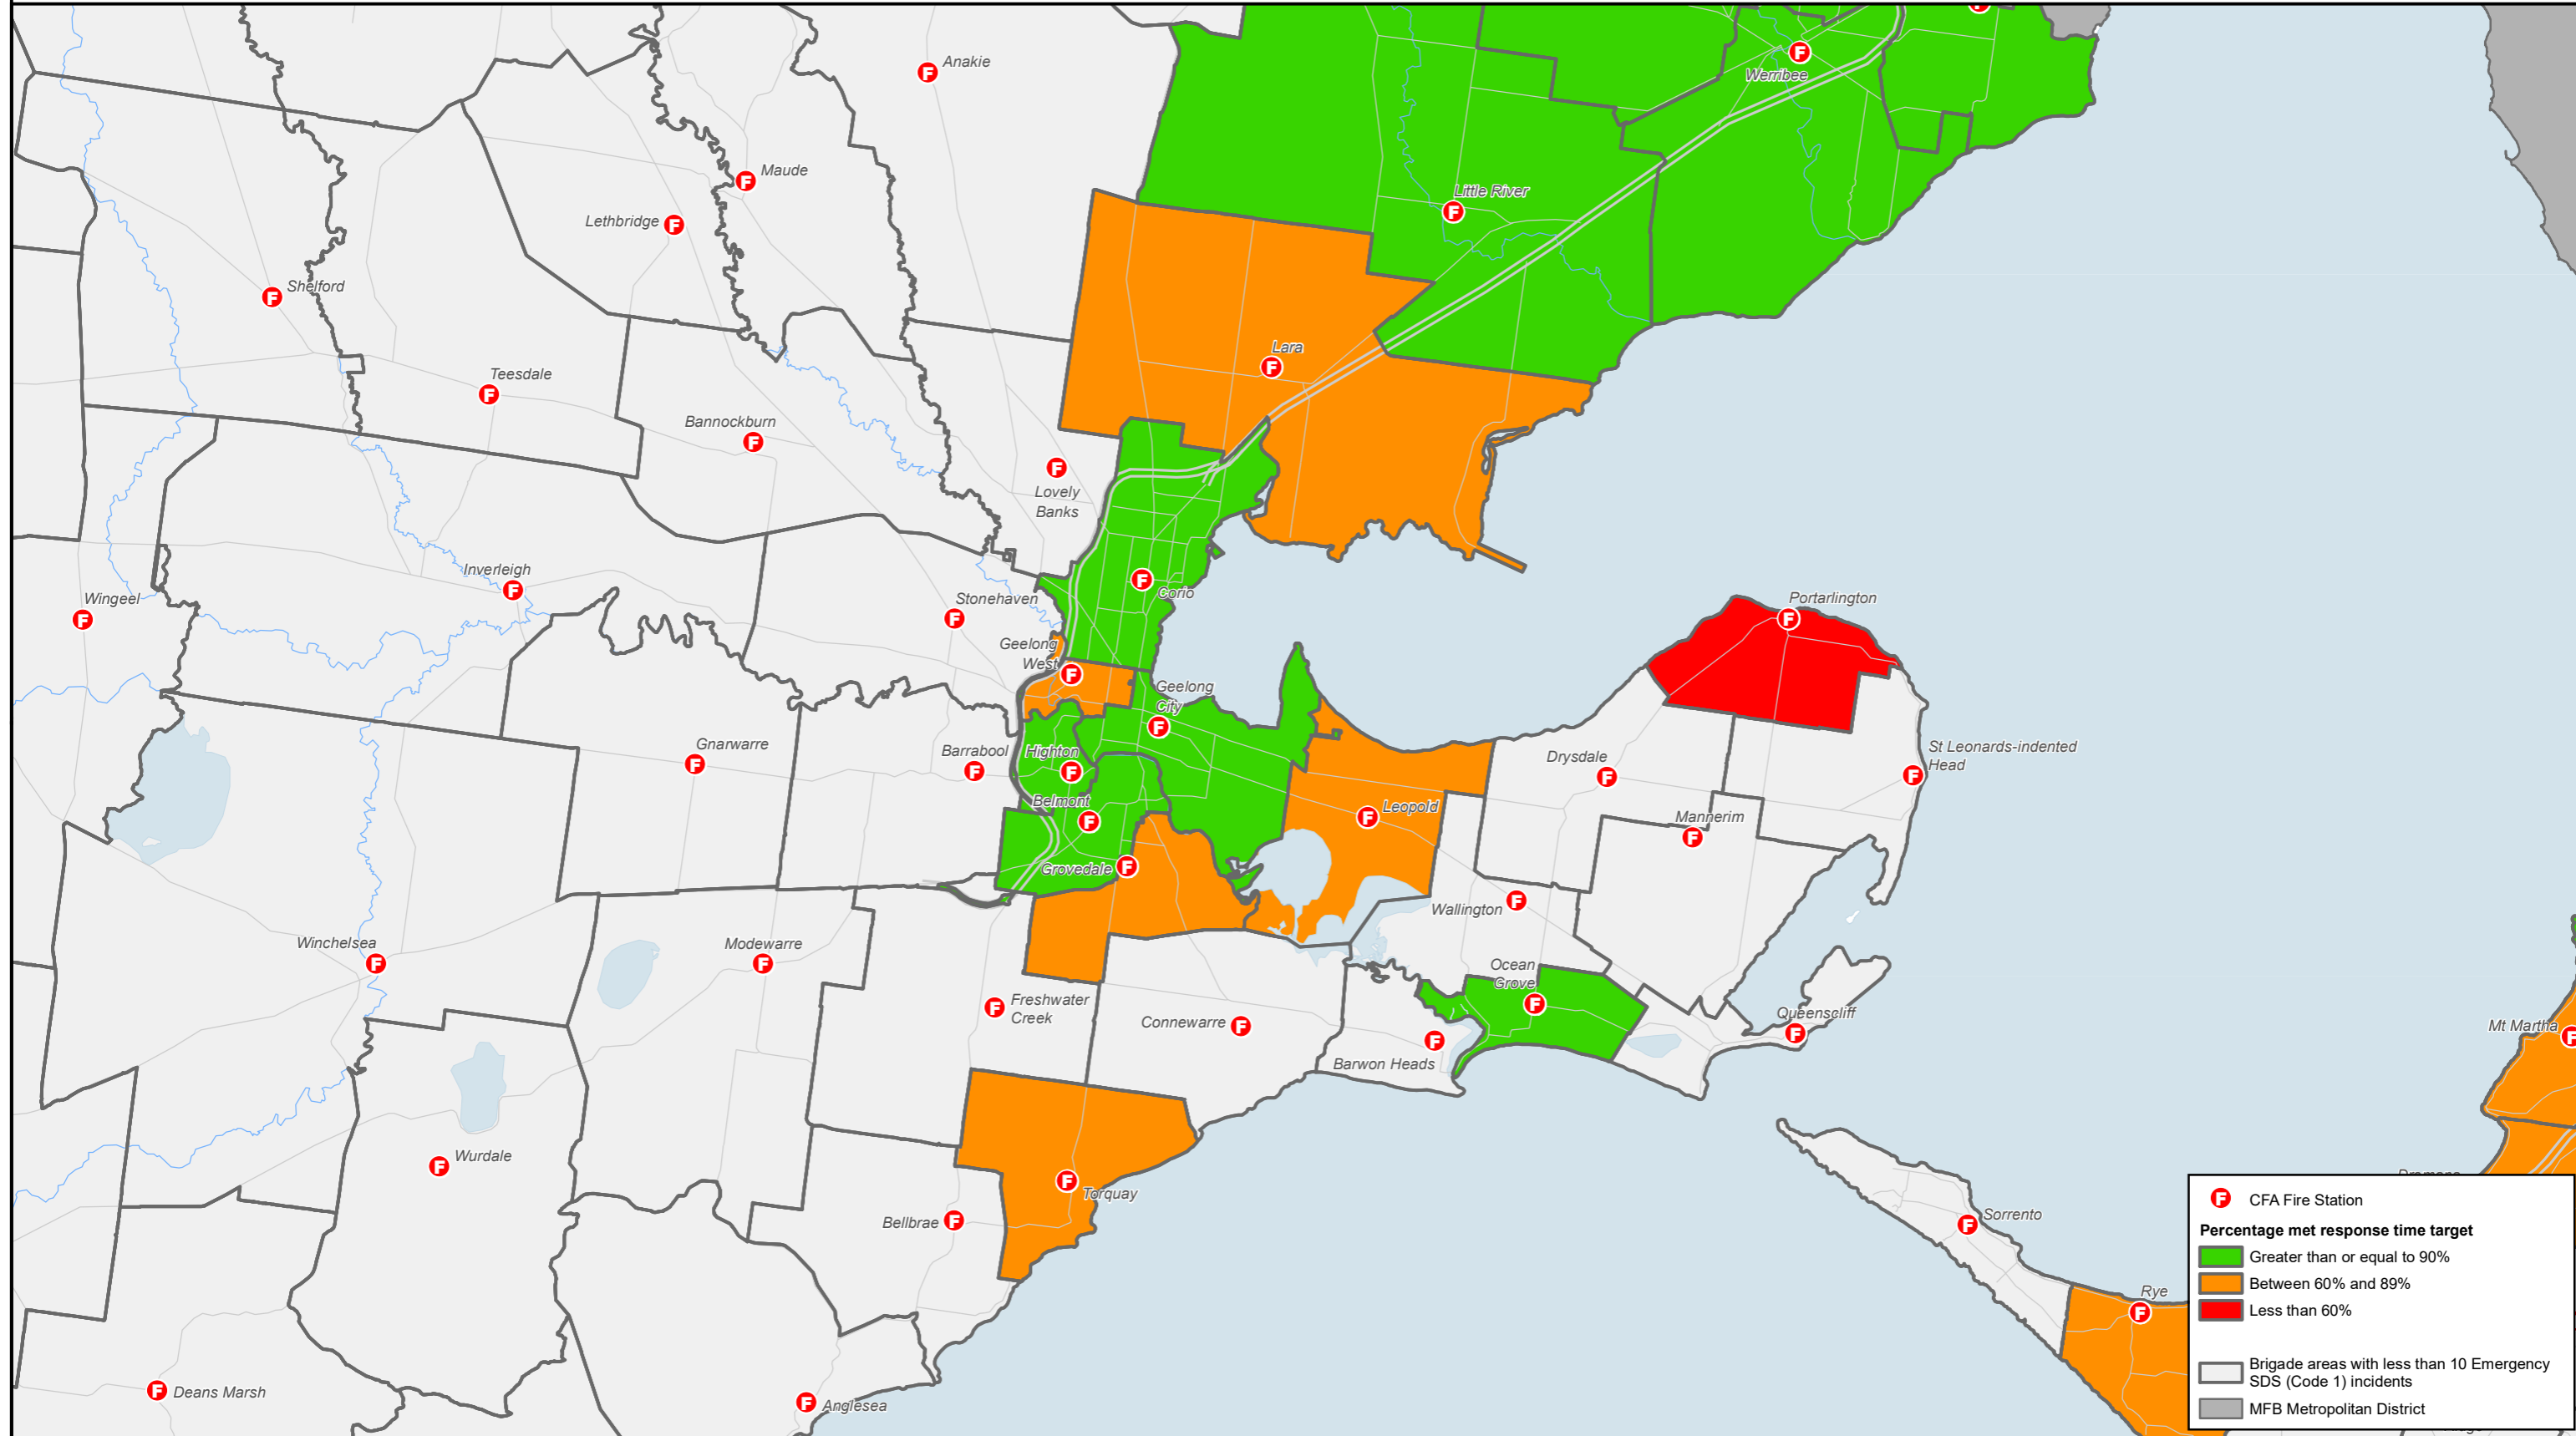 Anakie
Werribee
Maude
Little River
Lethbridge
Shelford
Lara
Teesdale
Bannockburn
Lovely
Banks
Inverleigh
Corio
Wingeel
Stonehaven
Portarlington
Geelong
West
Geelong
City
Gnarwarre
Barrabool
Highton
Drysdale
St Leonards-indented
Head
Belmont
Leopold
Mannerim
Grovedale
Wallington
Winchelsea
Modewarre
Ocean
Grove
Freshwater
Creek
Connewarre
Queenscliff
Mt Martha
Barwon Heads
Wurdale
Torquay
Bellbrae
Sorrento
Rye
Deans Marsh
Anglesea
F CFA Fire Station
Percentage met response time target
Greater than or equal to 90%
Between 60% and 89%
Less than 60%
Brigade areas with less than 10 Emergency
SDS (Code 1) incidents
MFB Metropolitan District